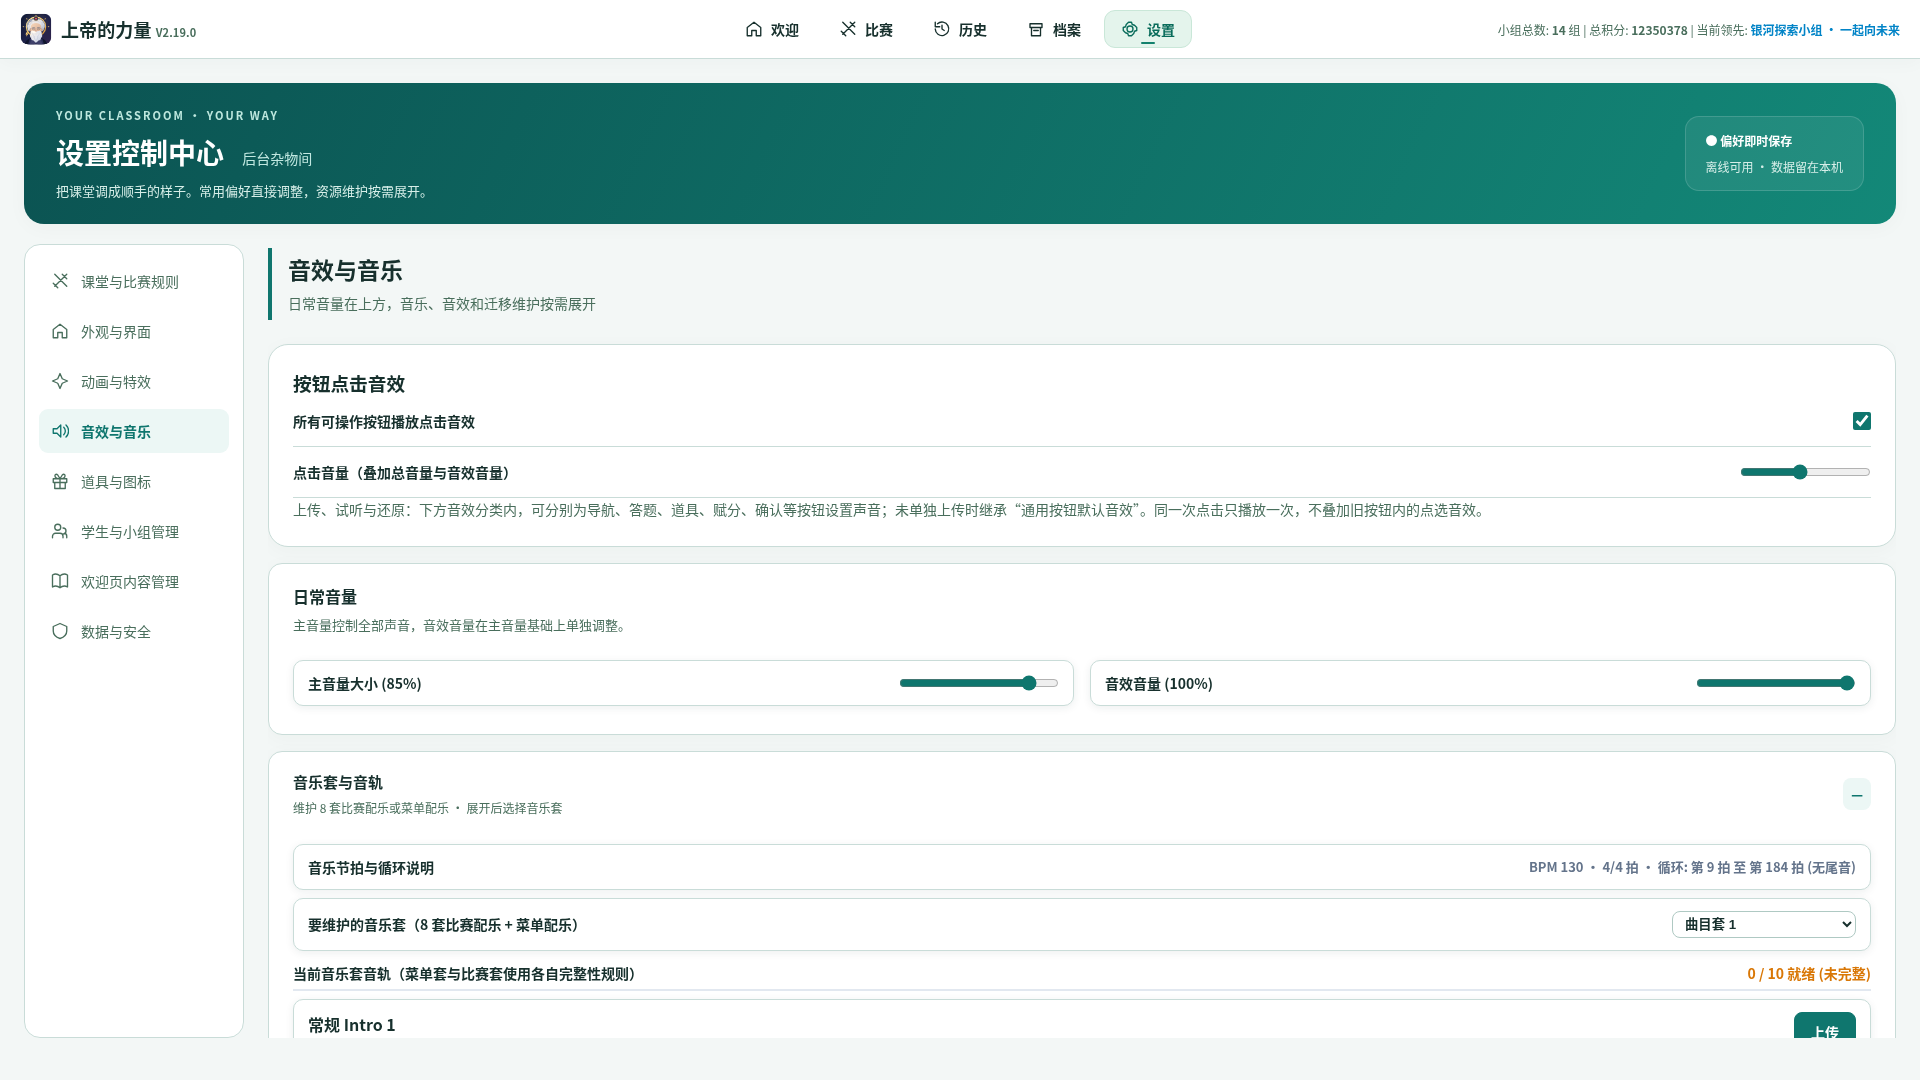 上帝的力量 V2.19.0
欢迎
比赛
历史
档案
设置
小组总数: 14 组 | 总积分: 12350378 | 当前领先: 银河探索小组 · 一起向未来
YOUR CLASSROOM · YOUR WAY
设置控制中心 后台杂物间
把课堂调成顺手的样子。常用偏好直接调整，资源维护按需展开。
偏好即时保存
离线可用 · 数据留在本机
课堂与比赛规则
外观与界面
动画与特效
音效与音乐
道具与图标
学生与小组管理
欢迎页内容管理
数据与安全
音效与音乐
日常音量在上方，音乐、音效和迁移维护按需展开
按钮点击音效
所有可操作按钮播放点击音效
点击音量（叠加总音量与音效音量）
上传、试听与还原：下方音效分类内，可分别为导航、答题、道具、赋分、确认等按钮设置声音；未单独上传时继承“通用按钮默认音效”。同一次点击只播放一次，不叠加旧按钮内的点选音效。
日常音量
主音量控制全部声音，音效音量在主音量基础上单独调整。
主音量大小 (85%)
音效音量 (100%)
音乐套与音轨
维护 8 套比赛配乐或菜单配乐 · 展开后选择音乐套
音乐节拍与循环说明
BPM 130 · 4/4 拍 · 循环: 第 9 拍 至 第 184 拍 (无尾音)
要维护的音乐套（8 套比赛配乐 + 菜单配乐）
曲目套 1
当前音乐套音轨（菜单套与比赛套使用各自完整性规则）
0 / 10 就绪 (未完整)
常规 Intro 1
上传